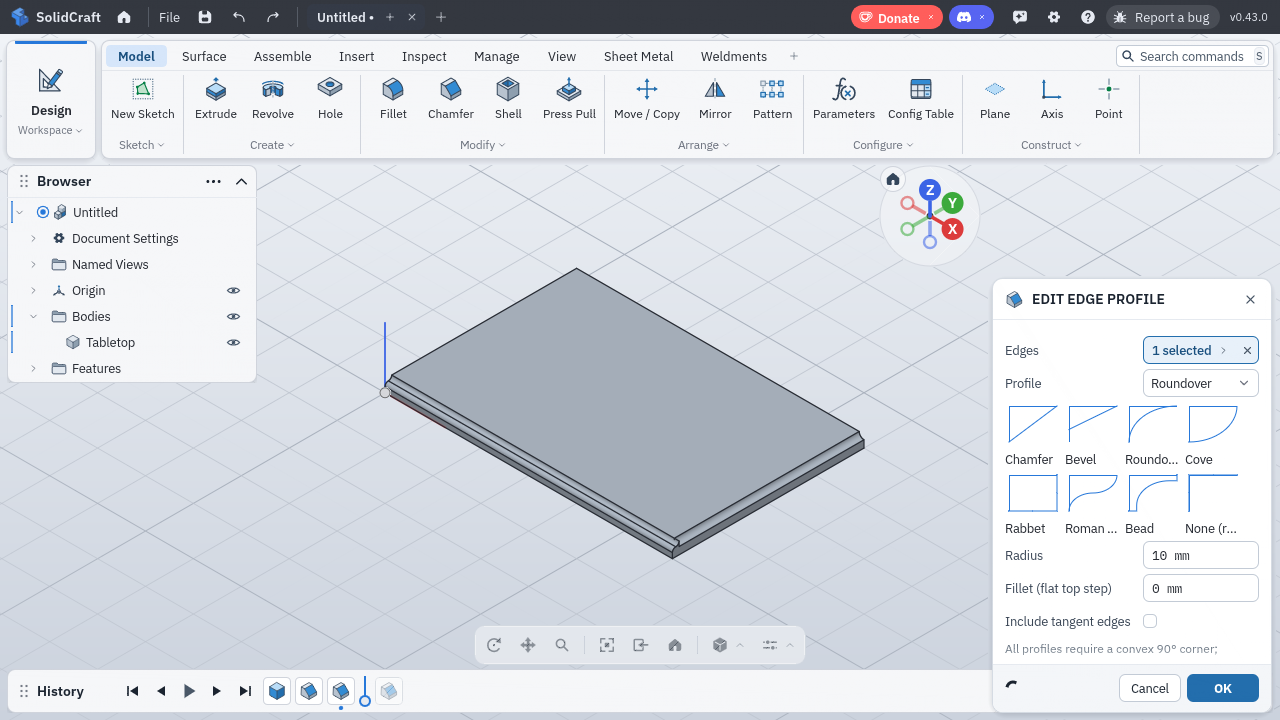 SolidCraft
File
Untitled •
Donate
Report a bug
v0.43.0
Design
Workspace
Model
Surface
Assemble
Insert
Inspect
Manage
View
Sheet Metal
Weldments
Search commands
S
New Sketch
Extrude
Revolve
Hole
Fillet
Chamfer
Shell
Press Pull
Move / Copy
Mirror
Pattern
Parameters
Config Table
Plane
Axis
Point
Sketch
Create
Modify
Arrange
Configure
Construct
Browser
Untitled
Document Settings
Named Views
Origin
Bodies
Tabletop
Features
Z
Y
X
EDIT EDGE PROFILE
Edges
1 selected
Profile
Roundover
Chamfer
Bevel
Roundo...
Cove
Rabbet
Roman ...
Bead
None (r...
Radius
10 mm
Fillet (flat top step)
0 mm
Include tangent edges
All profiles require a convex 90° corner;
Cancel
OK
History